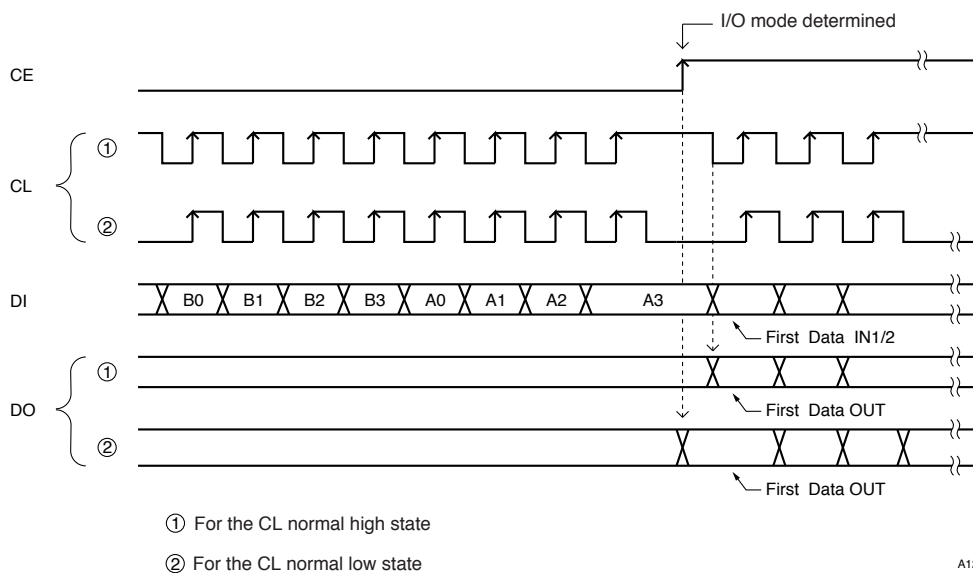 I/O mode determined
CE
①
CL
②
DI B0 B1 B2 B3 A0 A1 A2 A3
First Data IN1/2
①
DO
First Data OUT
②
First Data OUT
① For the CL normal high state
② For the CL normal low state